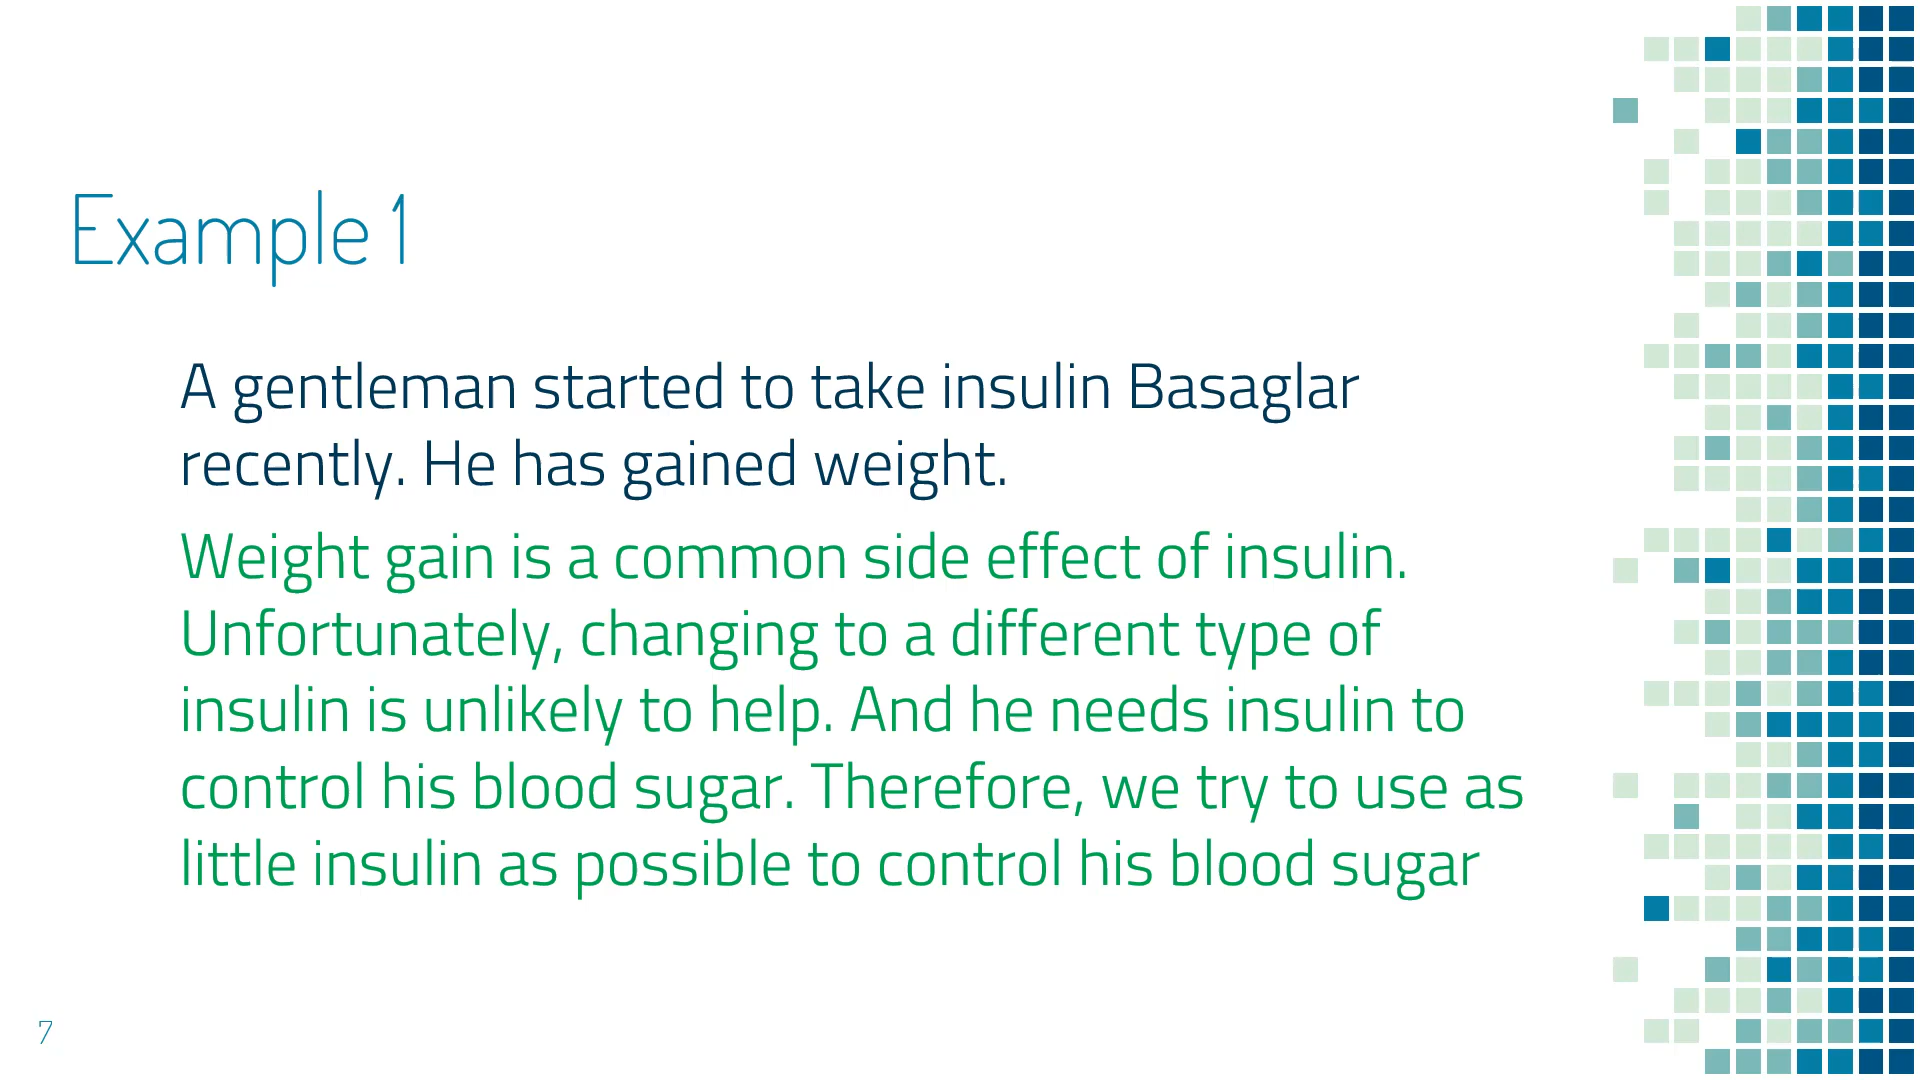 Example 1
A gentleman started to take insulin Basaglar
recently. He has gained weight.
Weight gain is a common side effect of insulin.
Unfortunately, changing to a different type of
insulin is unlikely to help. And he needs insulin to
control his blood sugar. Therefore, we try to use as
little insulin as possible to control his blood sugar
7